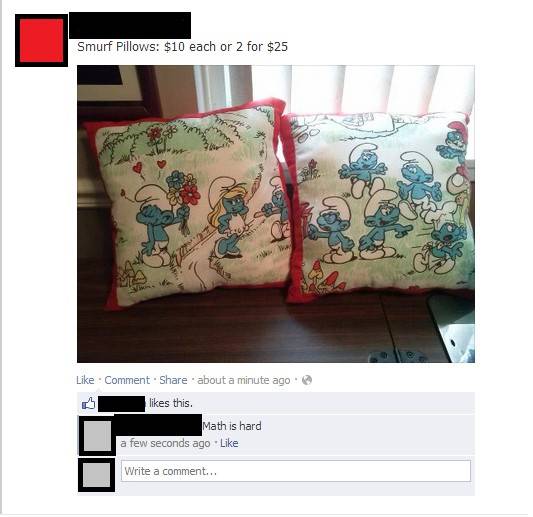 Smurf Pillows: $10 each or 2 for $25
Like · Comment · Share · about a minute ago ·
likes this.
Math is hard
a few seconds ago · Like
Write a comment...